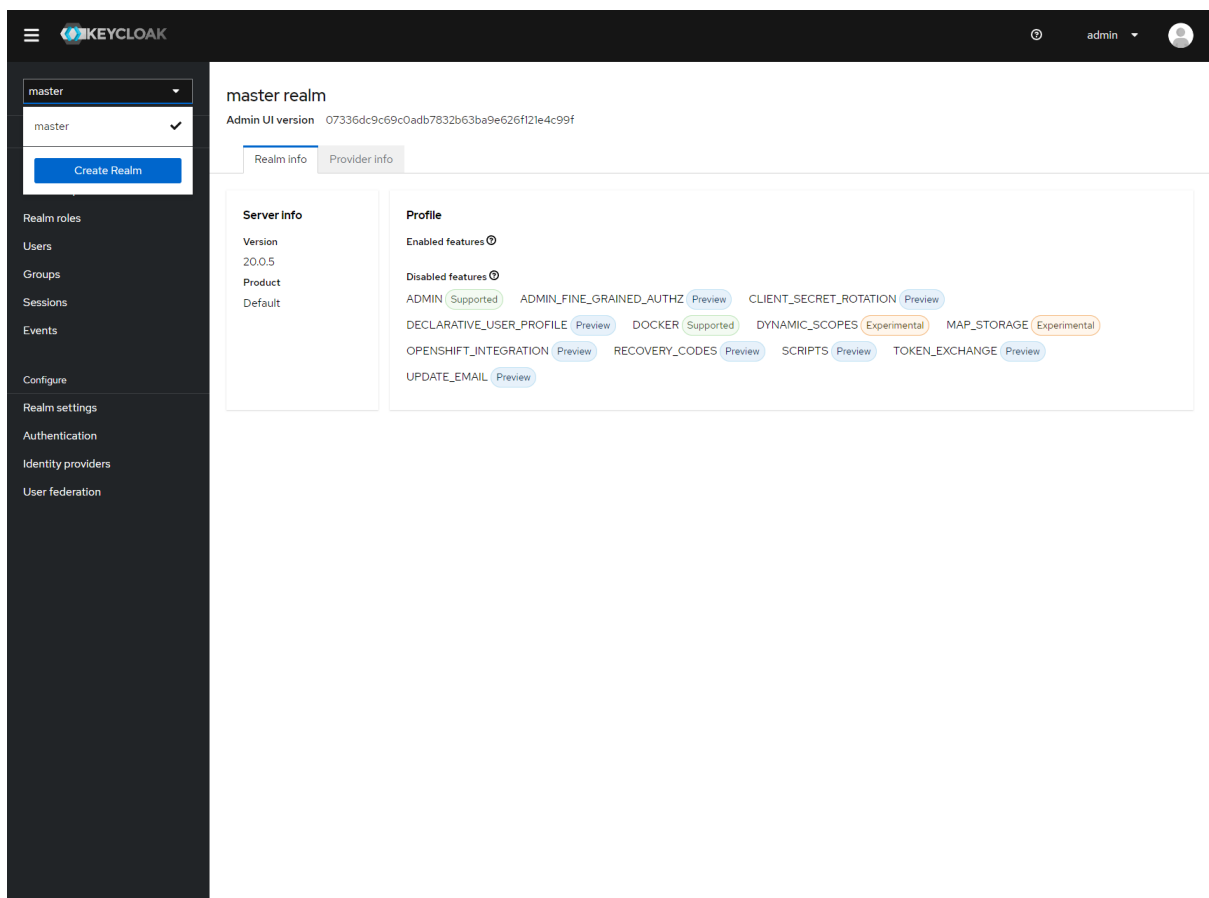 KEYCLOAK
admin
master
master
Create Realm
Realm roles
Users
Groups
Sessions
Events
Configure
Realm settings
Authentication
Identity providers
User federation
master realm
Admin UI version 07336dc9c69c0adb7832b63ba9e626f121e4c99f
Realm info Provider info
Server info
Version
20.0.5
Product
Default
Profile
Enabled features
Disabled features
ADMIN Supported ADMIN_FINE_GRAINED_AUTHZ Preview CLIENT_SECRET_ROTATION Preview
DECLARATIVE_USER_PROFILE Preview DOCKER Supported DYNAMIC_SCOPES Experimental MAP_STORAGE Experimental
OPENSHIFT_INTEGRATION Preview RECOVERY_CODES Preview SCRIPTS Preview TOKEN_EXCHANGE Preview
UPDATE_EMAIL Preview